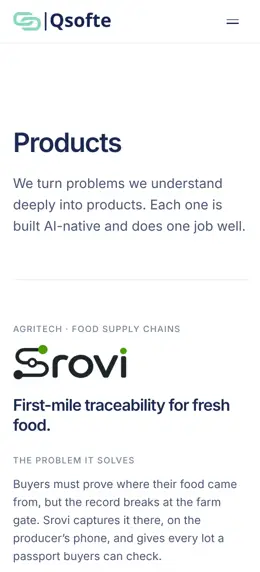 Qsofte
Products
We turn problems we understand
deeply into products. Each one is
built AI-native and does one job well.
AGRITECH · FOOD SUPPLY CHAINS
Srovi
First-mile traceability for fresh
food.
THE PROBLEM IT SOLVES
Buyers must prove where their food came
from, but the record breaks at the farm
gate. Srovi captures it there, on the
producer’s phone, and gives every lot a
passport buyers can check.